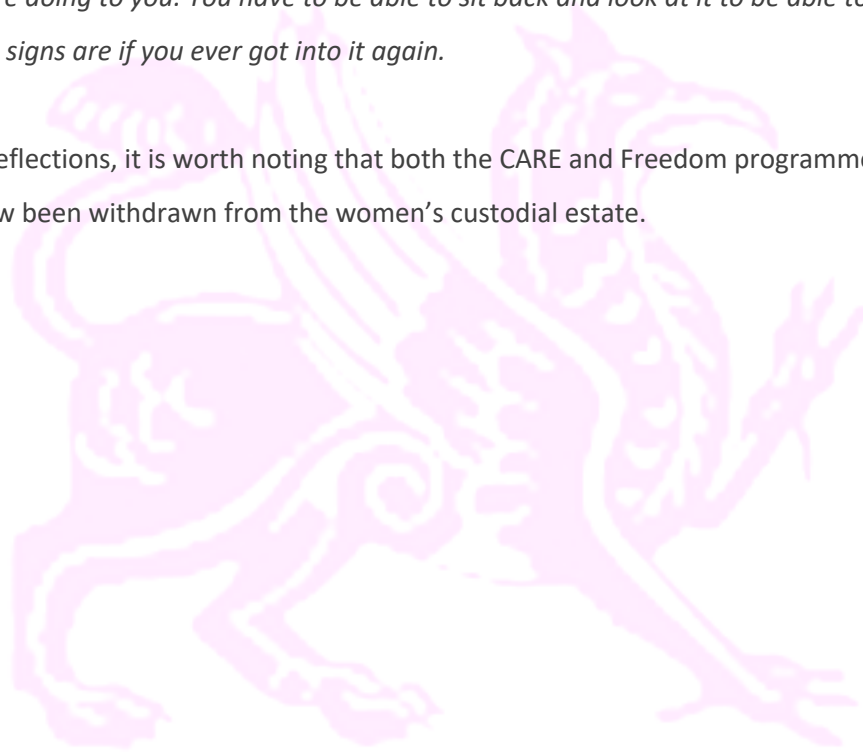 re doing to you. You have to be able to sit back and look at it to be able to
signs are if you ever got into it again.
eflections, it is worth noting that both the CARE and Freedom programme
w been withdrawn from the women’s custodial estate.